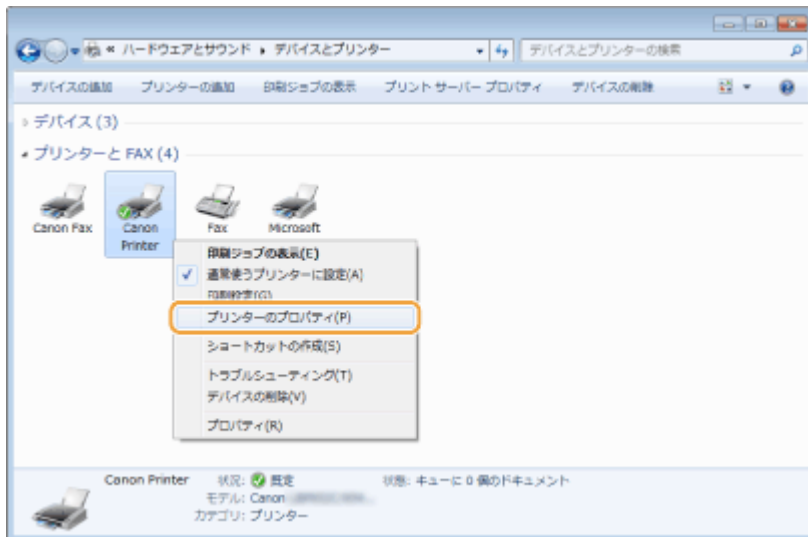 « ハードウェアとサウンド ▸ デバイスとプリンター
デバイスとプリンターの検索
デバイスの追加 プリンターの追加 印刷ジョブの表示 プリント サーバー プロパティ デバイスの削除
デバイス (3)
プリンターと FAX (4)
Canon Fax
Canon Printer
Fax
Microsoft
印刷ジョブの表示(E)
通常使うプリンターに設定(A)
印刷設定(G)
プリンターのプロパティ(P)
ショートカットの作成(S)
トラブルシューティング(T)
デバイスの削除(V)
プロパティ(R)
Canon Printer 状況: 既定 状態: キューに 0 個のドキュメント
モデル: Canon
カテゴリ: プリンター